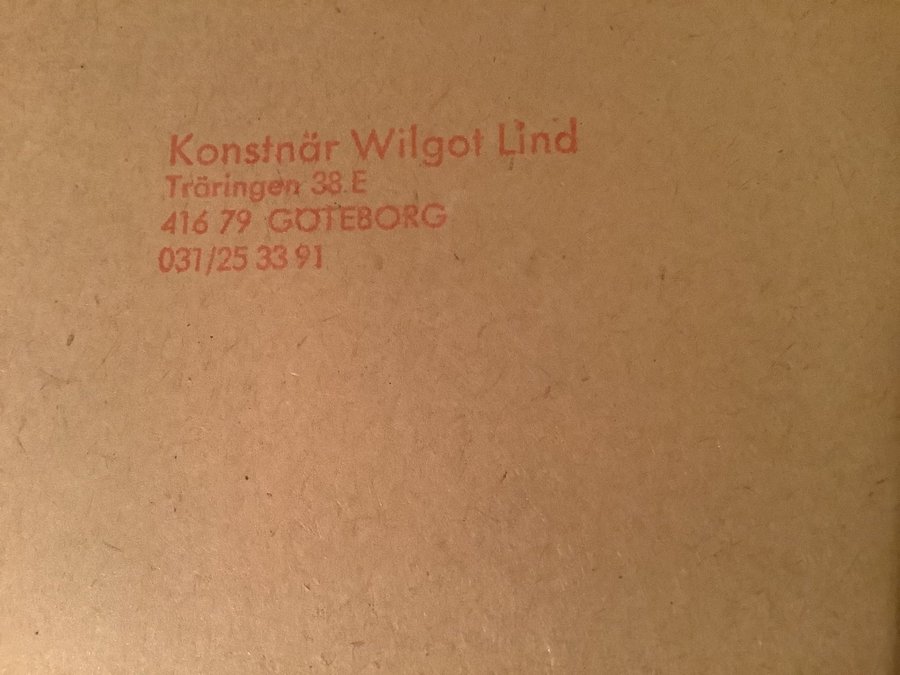 Konstnär Wilgot Lind
Träringen 38 E
416 79 GÖTEBORG
031/25 33 91